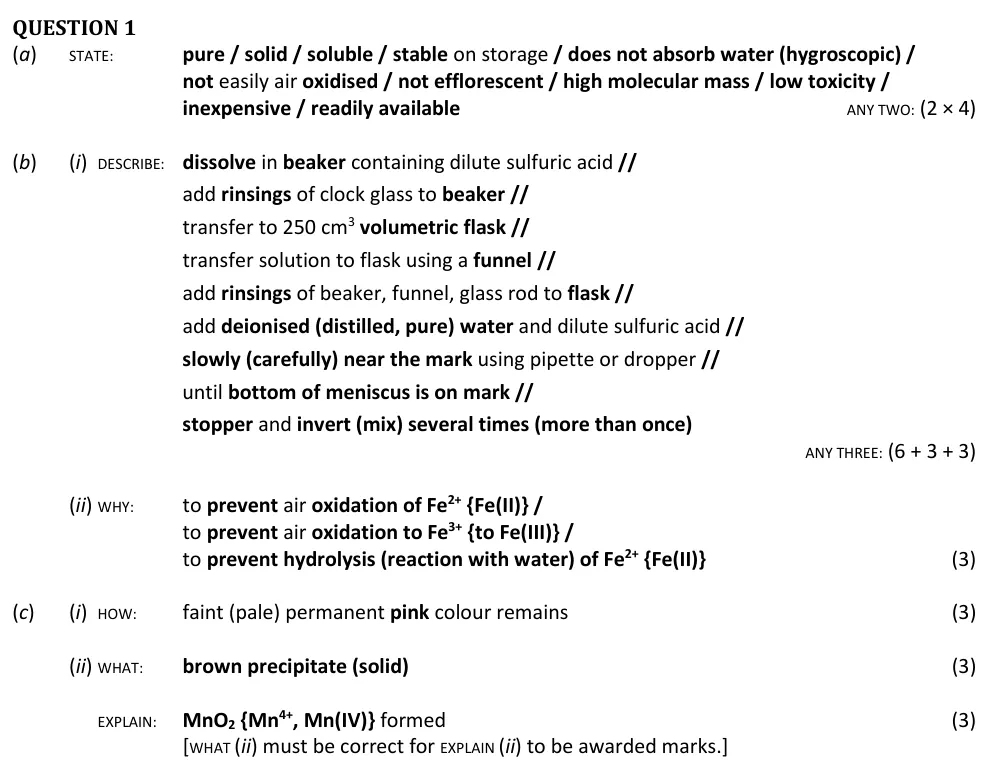 QUESTION 1
(a) STATE: pure / solid / soluble / stable on storage / does not absorb water (hygroscopic) /
not easily air oxidised / not efflorescent / high molecular mass / low toxicity /
inexpensive / readily available ANY TWO: (2 × 4)
(b) (i) DESCRIBE: dissolve in beaker containing dilute sulfuric acid //
add rinsings of clock glass to beaker //
transfer to 250 cm³ volumetric flask //
transfer solution to flask using a funnel //
add rinsings of beaker, funnel, glass rod to flask //
add deionised (distilled, pure) water and dilute sulfuric acid //
slowly (carefully) near the mark using pipette or dropper //
until bottom of meniscus is on mark //
stopper and invert (mix) several times (more than once)
ANY THREE: (6 + 3 + 3)
(ii) WHY: to prevent air oxidation of Fe²⁺ {Fe(II)} /
to prevent air oxidation to Fe³⁺ {to Fe(III)} /
to prevent hydrolysis (reaction with water) of Fe²⁺ {Fe(II)} (3)
(c) (i) HOW: faint (pale) permanent pink colour remains (3)
(ii) WHAT: brown precipitate (solid) (3)
EXPLAIN: MnO₂ {Mn⁴⁺, Mn(IV)} formed (3)
[WHAT (ii) must be correct for EXPLAIN (ii) to be awarded marks.]